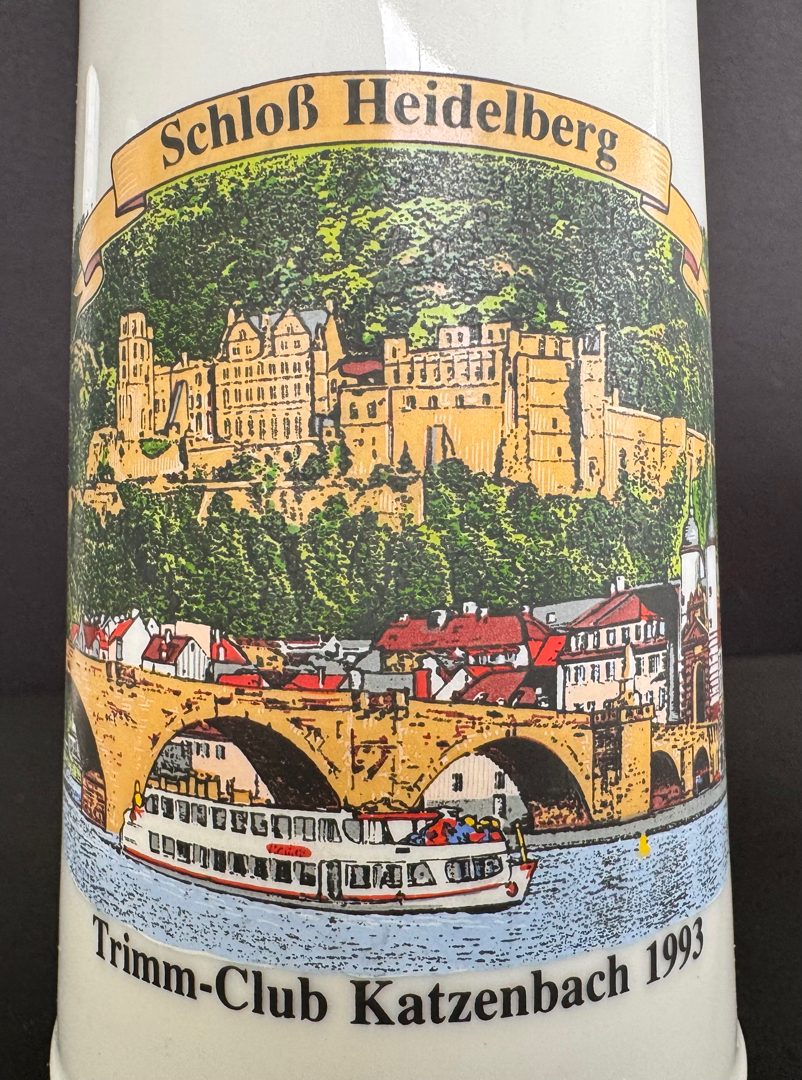 Schloß Heidelberg
Trimm-Club Katzenbach 1993